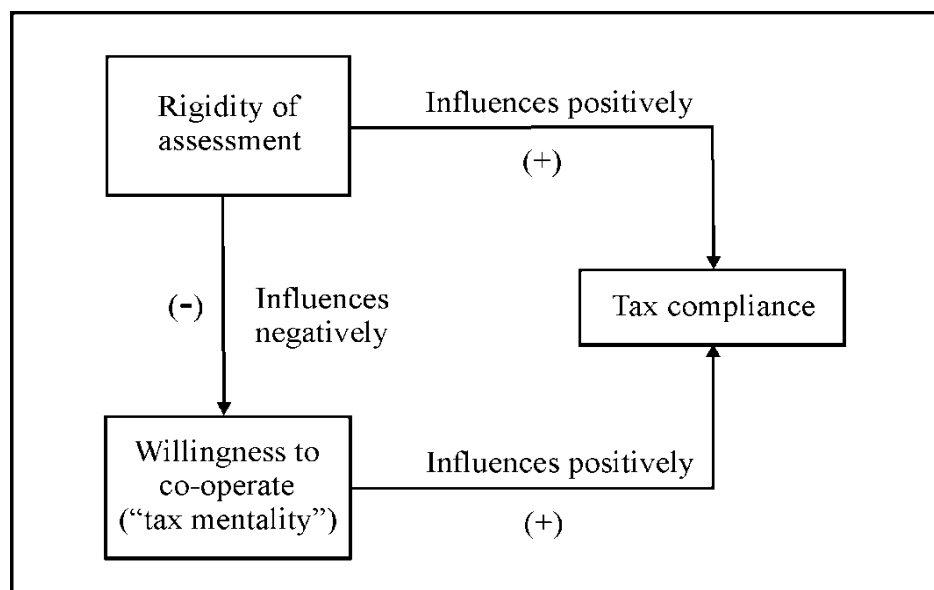 Rigidity of
assessment
Influences positively
(+)
(-)
Influences
negatively
Tax compliance
Willingness to
co-operate
(“tax mentality”)
Influences positively
(+)